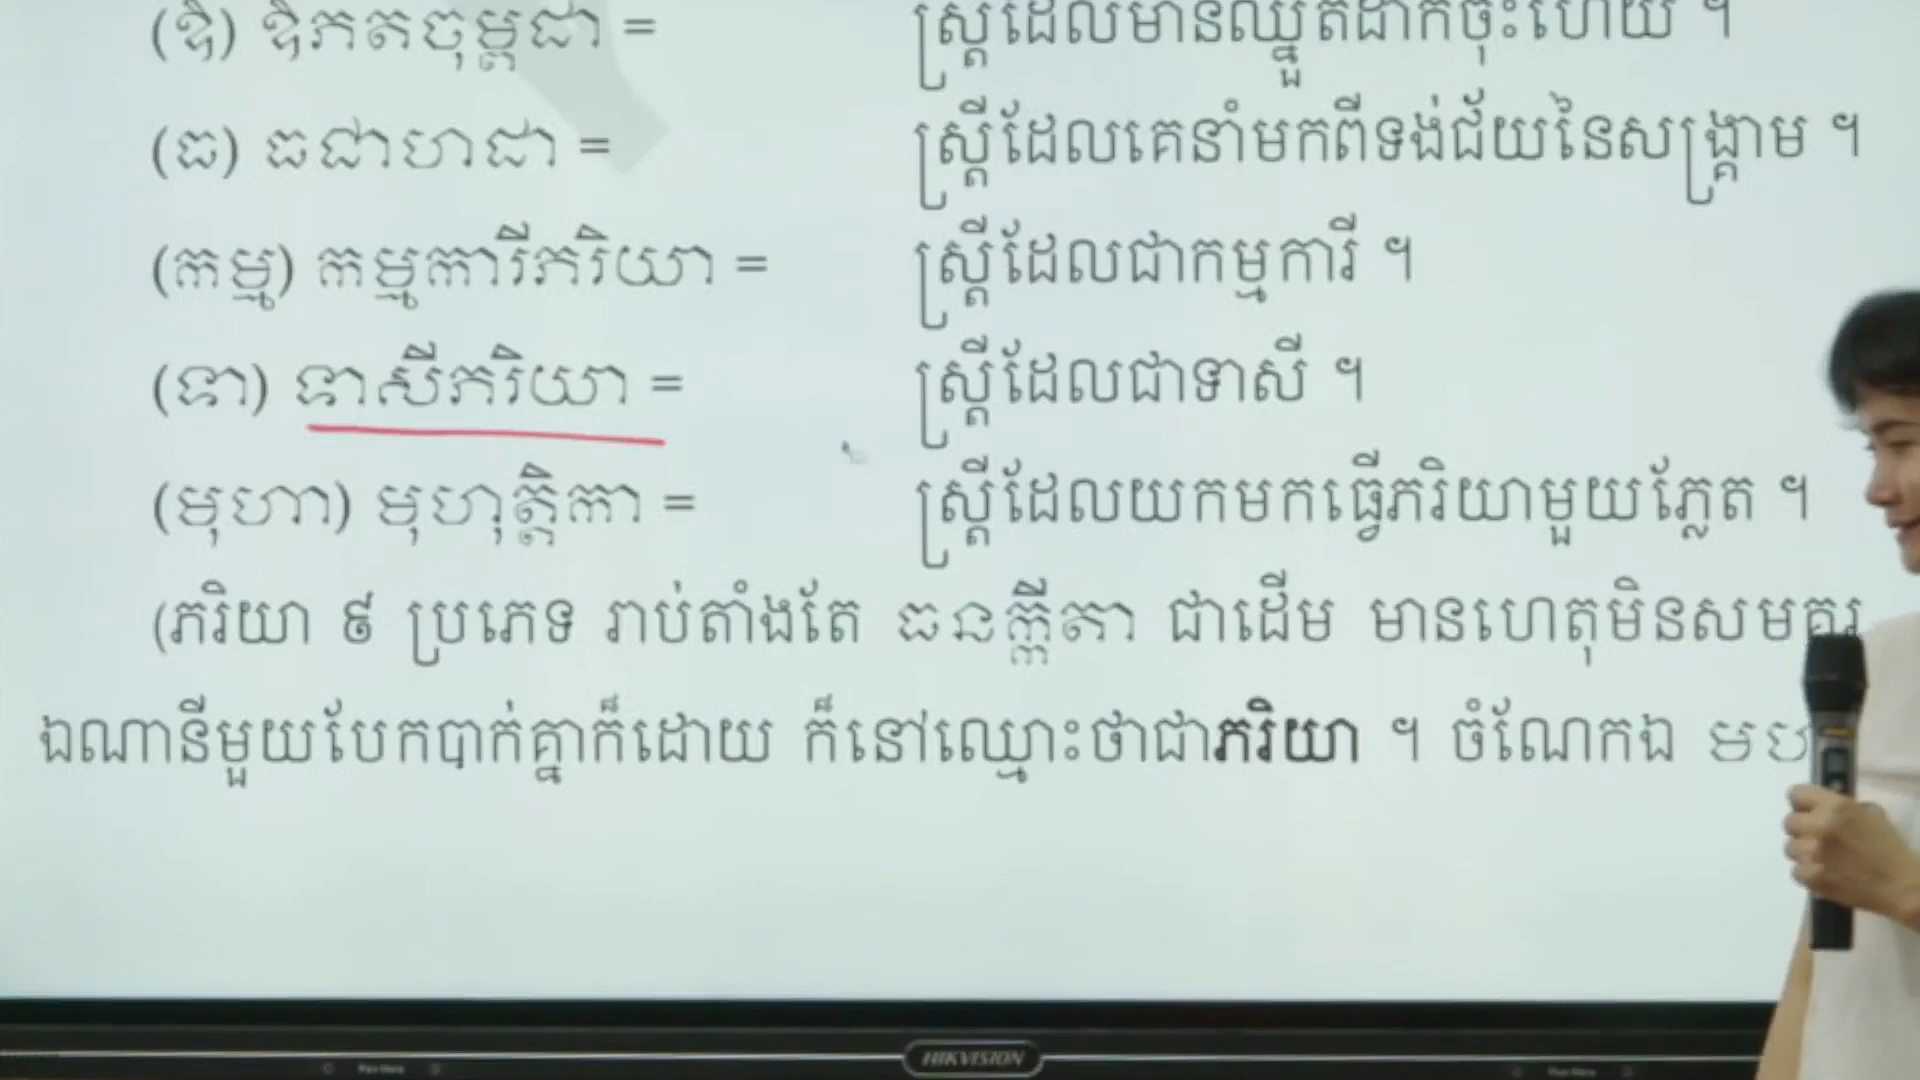 (ឱ) ឱភតចុម្ពដា = ស្ត្រីដែលមានឈ្នួតដាក់ចុះហើយ ។
(ធ) ធជាហដា = ស្ត្រីដែលគេនាំមកពីទង់ជ័យនៃសង្គ្រាម ។
(កម្ម) កម្មការីភរិយា = ស្ត្រីដែលជាកម្មការី ។
(ទា) ទាសីភរិយា = ស្ត្រីដែលជាទាសី ។
(មុហា) មុហុត្តិកា = ស្ត្រីដែលយកមកធ្វើភរិយាមួយភ្លែត ។
(ភរិយា ៩ ប្រភេទ រាប់តាំងតែ ធនក្កីតា ជាដើម មានហេតុមិនសមគួរ
ឯណានីមួយបែកបាក់គ្នាក៏ដោយ ក៏នៅឈ្មោះថាជាភរិយា ។ ចំណែកឯ
HIKVISION